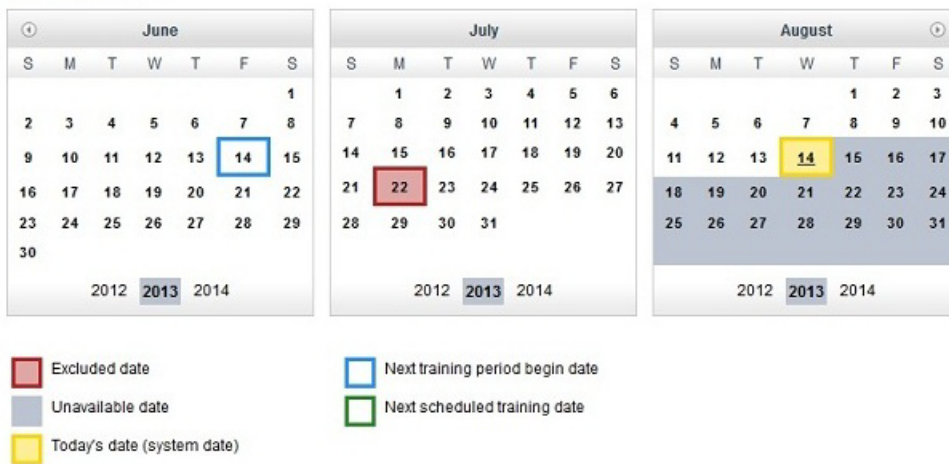 June
S M T W T F S
1
2 3 4 5 6 7 8
9 10 11 12 13 14 15
16 17 18 19 20 21 22
23 24 25 26 27 28 29
30
2012 2013 2014
July
S M T W T F S
1 2 3 4 5 6
7 8 9 10 11 12 13
14 15 16 17 18 19 20
21 22 23 24 25 26 27
28 29 30 31
2012 2013 2014
August
S M T W T F S
1 2 3
4 5 6 7 8 9 10
11 12 13 14 15 16 17
18 19 20 21 22 23 24
25 26 27 28 29 30 31
2012 2013 2014
Excluded date
Unavailable date
Today's date (system date)
Next training period begin date
Next scheduled training date